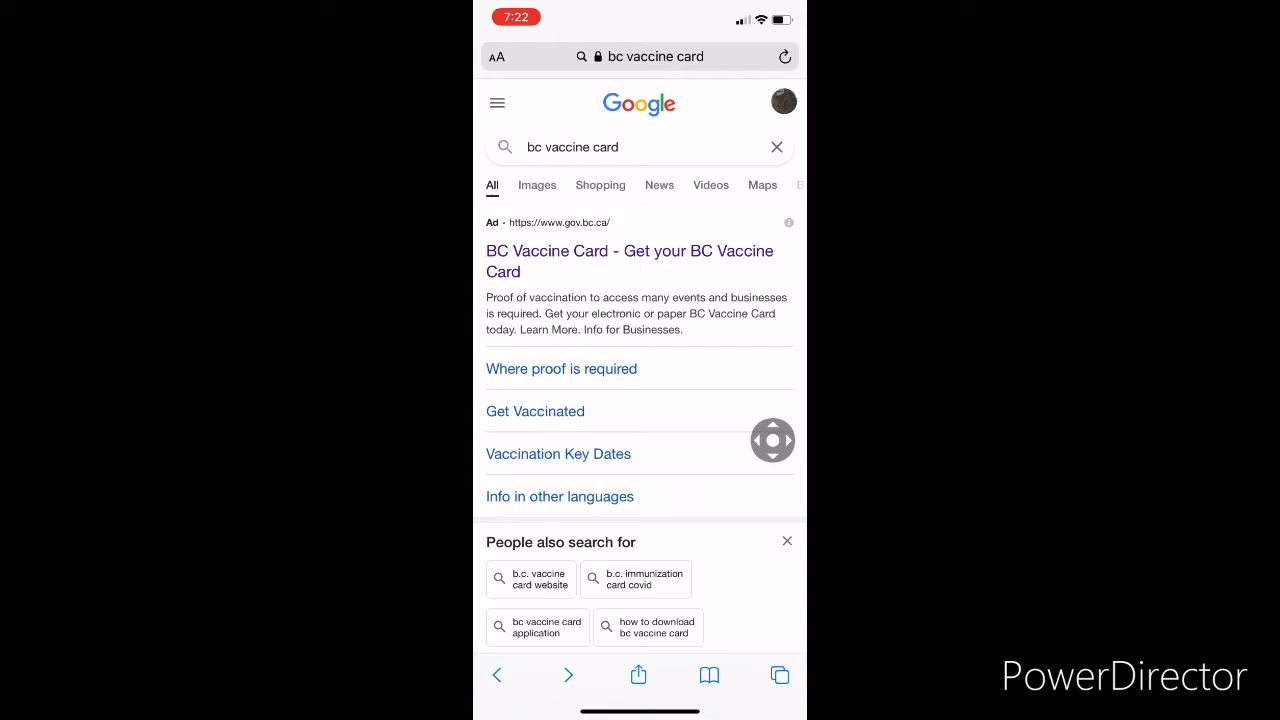 7:22
AA bc vaccine card
Google
bc vaccine card
All Images Shopping News Videos Maps B
Ad · https://www.gov.bc.ca/
BC Vaccine Card - Get your BC Vaccine
Card
Proof of vaccination to access many events and businesses
is required. Get your electronic or paper BC Vaccine Card
today. Learn More. Info for Businesses.
Where proof is required
Get Vaccinated
Vaccination Key Dates
Info in other languages
People also search for
b.c. vaccine
card website
b.c. immunization
card covid
bc vaccine card
application
how to download
bc vaccine card
PowerDirector